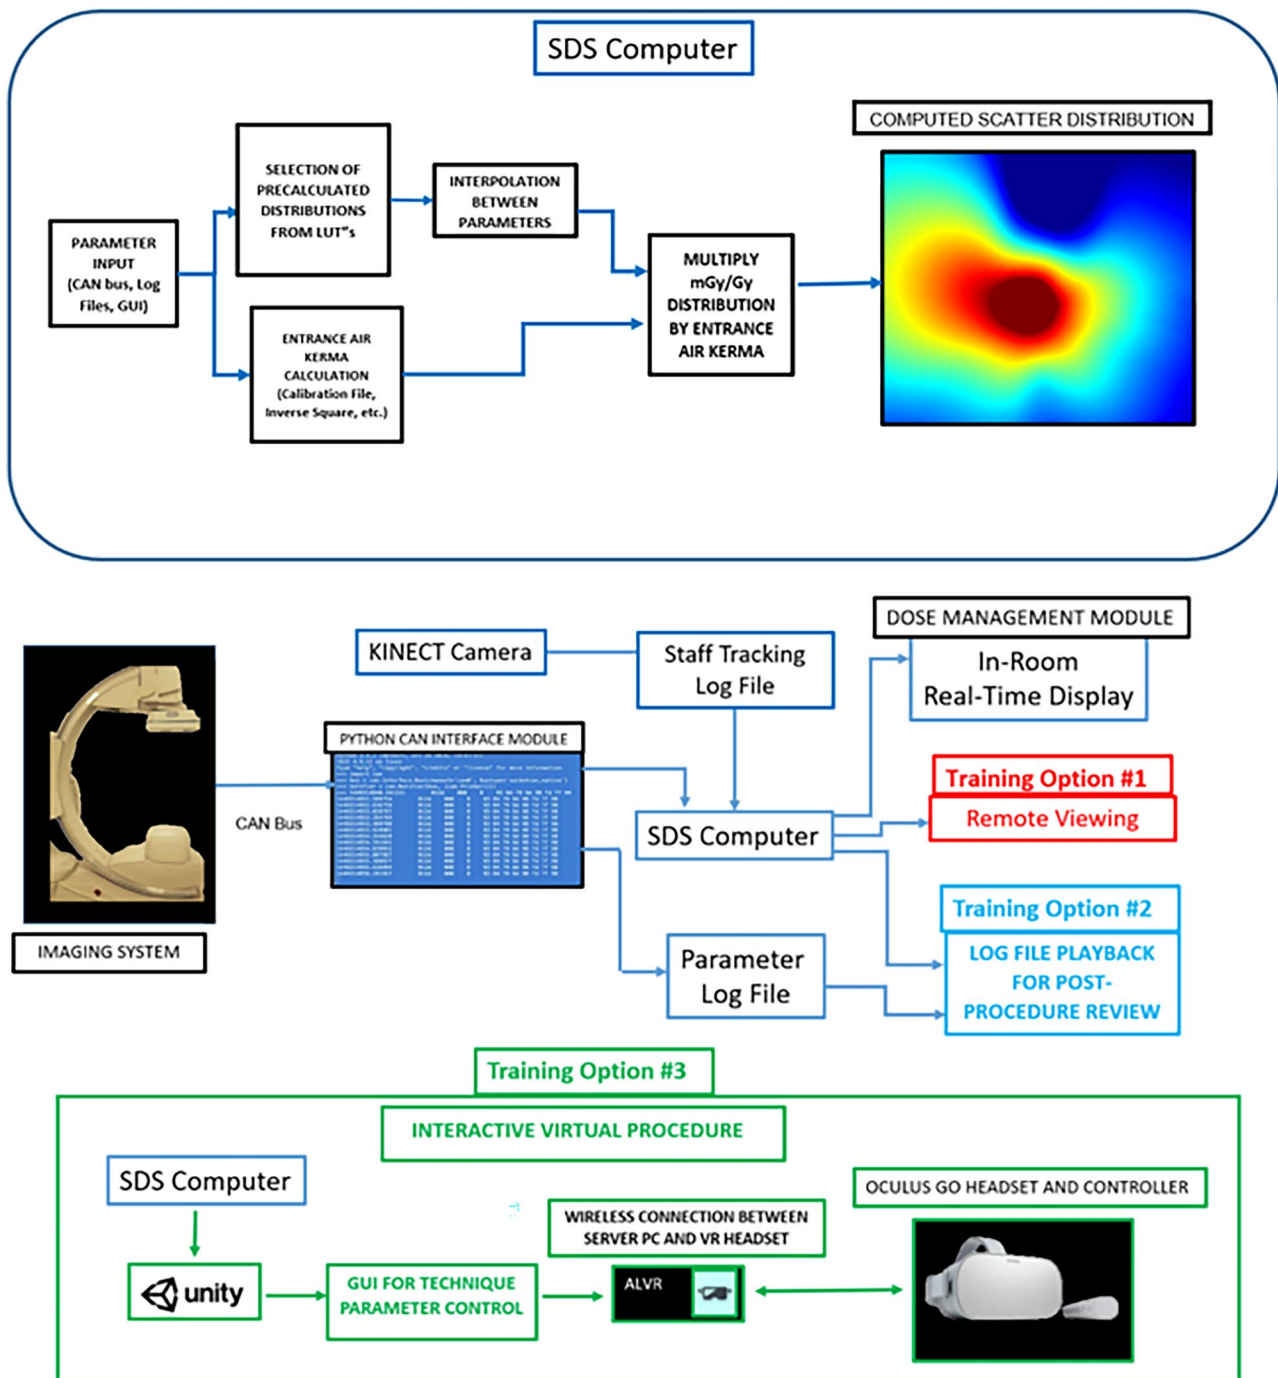 SDS Computer
COMPUTED SCATTER DISTRIBUTION
SELECTION OF
PRECALCULATED
DISTRIBUTIONS
FROM LUT"s
INTERPOLATION
BETWEEN
PARAMETERS
PARAMETER
INPUT
(CAN bus, Log
Files, GUI)
MULTIPLY
mGy/Gy
DISTRIBUTION
BY ENTRANCE
AIR KERMA
ENTRANCE AIR
KERMA
CALCULATION
(Calibration File,
Inverse Square, etc.)
DOSE MANAGEMENT MODULE
In-Room
Real-Time Display
KINECT Camera
Staff Tracking
Log File
PYTHON CAN INTERFACE MODULE
CAN Bus
IMAGING SYSTEM
SDS Computer
Training Option #1
Remote Viewing
Training Option #2
LOG FILE PLAYBACK
FOR POST-
PROCEDURE REVIEW
Parameter
Log File
Training Option #3
INTERACTIVE VIRTUAL PROCEDURE
SDS Computer
unity
GUI FOR TECHNIQUE
PARAMETER CONTROL
WIRELESS CONNECTION BETWEEN
SERVER PC AND VR HEADSET
ALVR
OCULUS GO HEADSET AND CONTROLLER